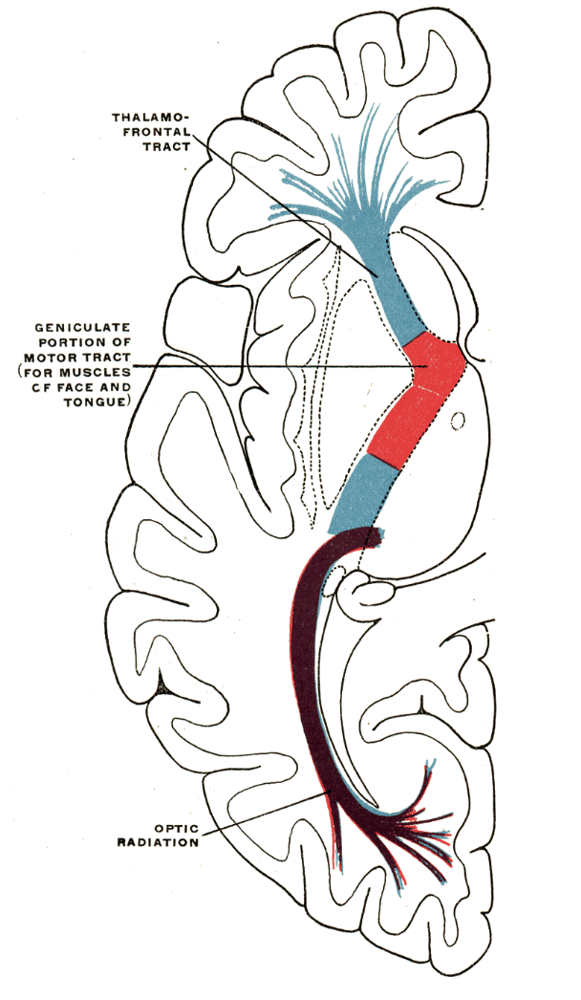 THALAMO-
FRONTAL
TRACT
GENICULATE
PORTION OF
MOTOR TRACT
(FOR MUSCLES
CF FACE AND
TONGUE)
OPTIC
RADIATION